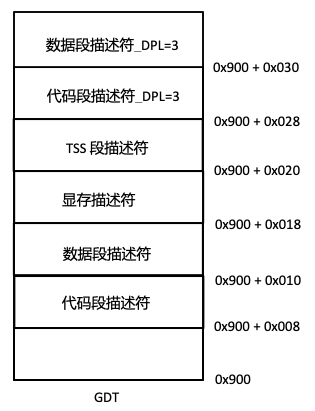 数据段描述符_DPL=3
0x900 + 0x030
代码段描述符_DPL=3
0x900 + 0x028
TSS 段描述符
0x900 + 0x020
显存描述符
0x900 + 0x018
数据段描述符
0x900 + 0x010
代码段描述符
0x900 + 0x008
0x900
GDT